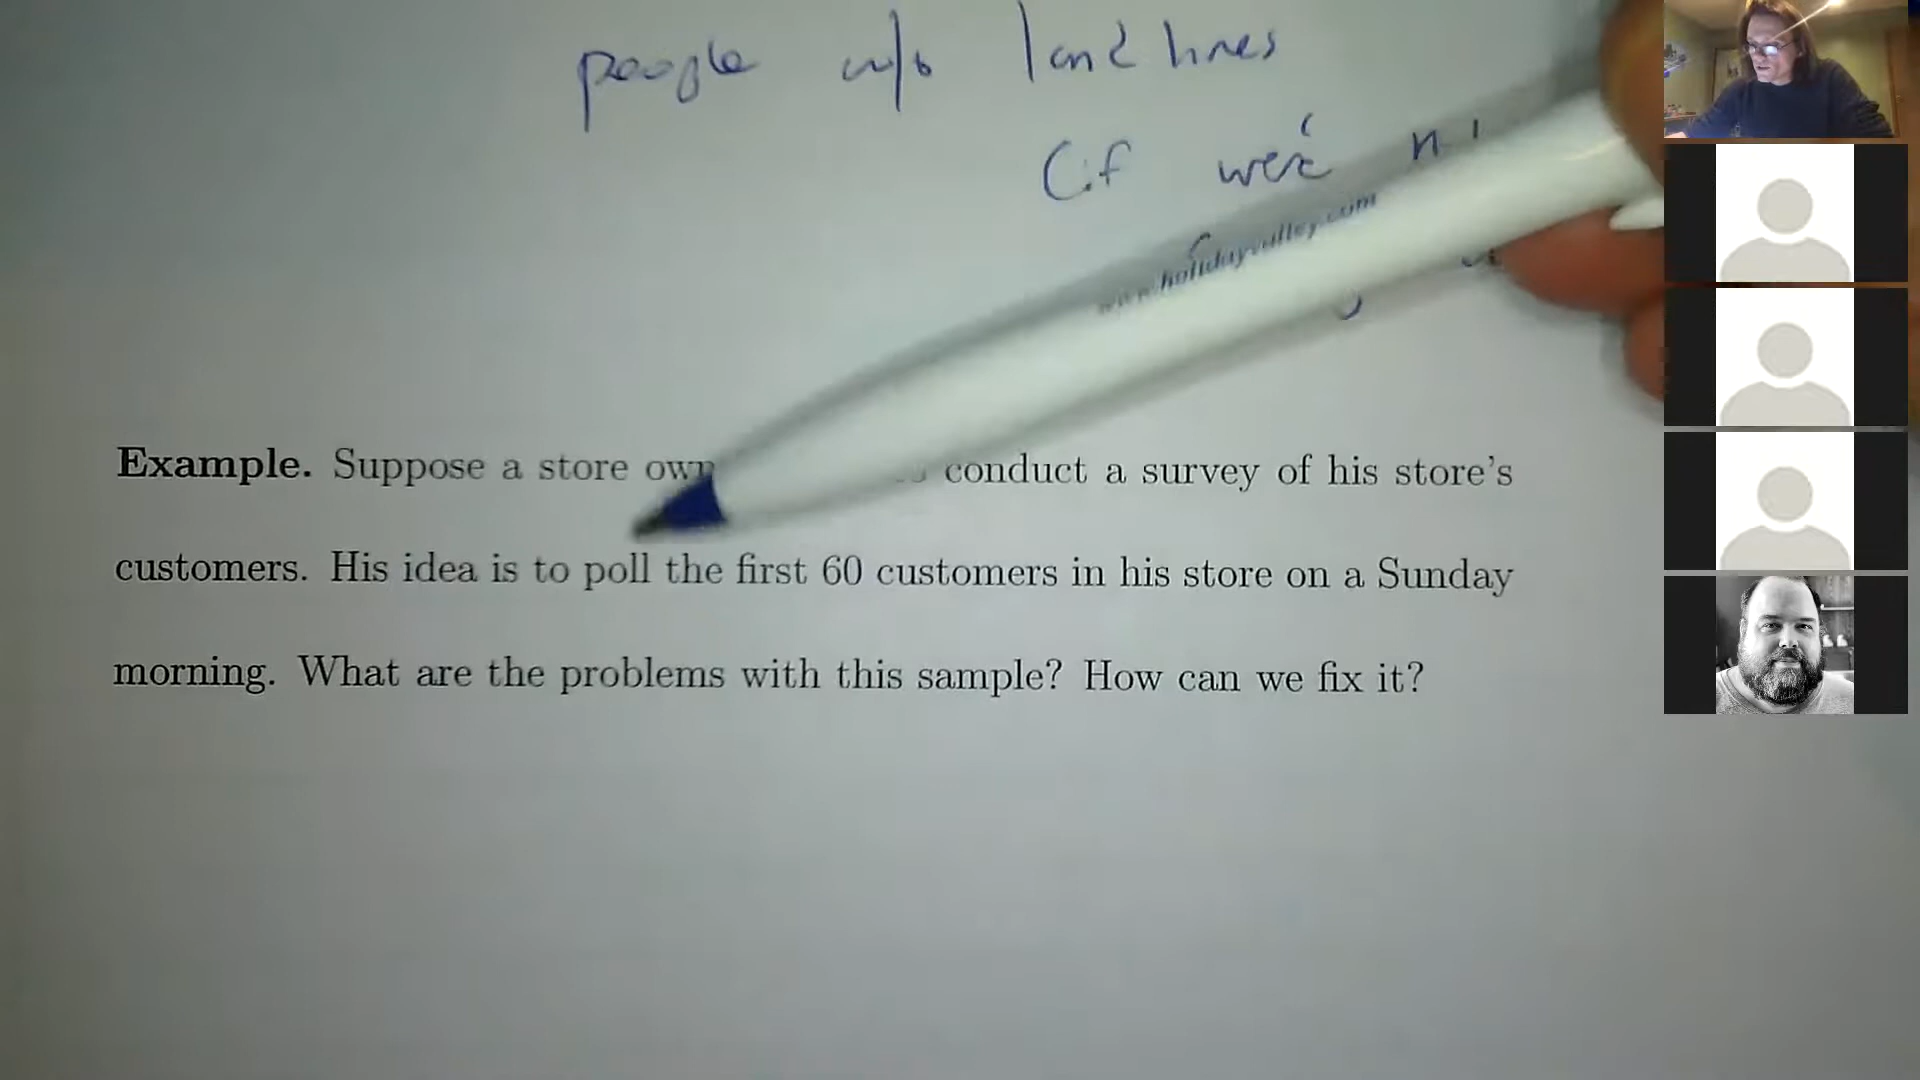 people w/o land lines
(if we're
www.holidayvalley.com
Example. Suppose a store own conduct a survey of his store's
customers. His idea is to poll the first 60 customers in his store on a Sunday
morning. What are the problems with this sample? How can we fix it?